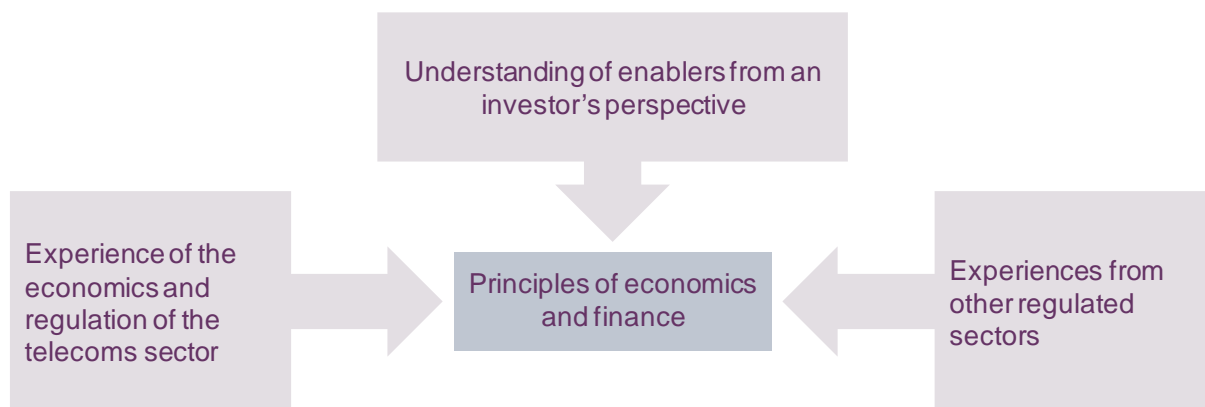 Understanding of enablers from an
investor's perspective
Experience of the
economics and
regulation of the
telecoms sector
Principles of economics
and finance
Experiences from
other regulated
sectors